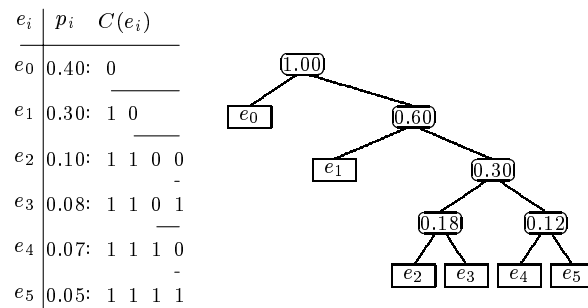 e_i p_i C(e_i)
e_0 0.40: 0
e_1 0.30: 1 0
e_2 0.10: 1 1 0 0
e_3 0.08: 1 1 0 1
e_4 0.07: 1 1 1 0
e_5 0.05: 1 1 1 1
1.00
e_0 0.60
e_1 0.30
0.18 0.12
e_2 e_3 e_4 e_5